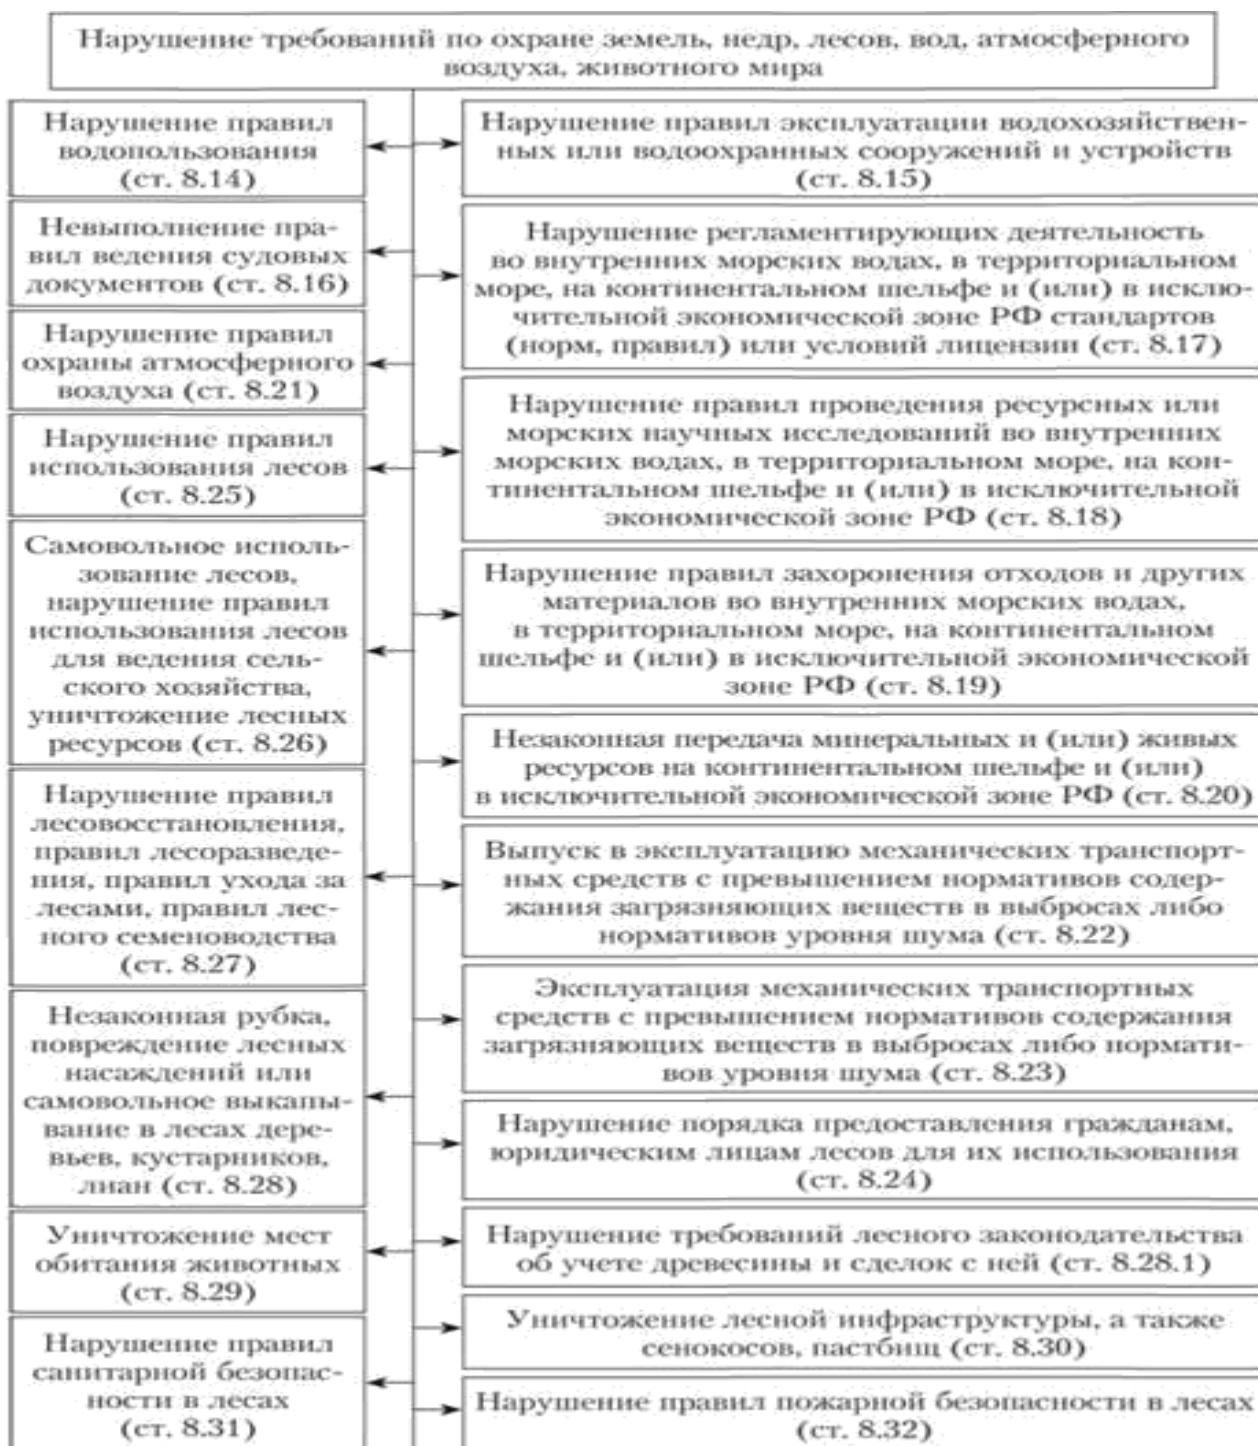 Нарушение требований по охране земель, недр, лесов, вод, атмосферного
воздуха, животного мира
Нарушение правил
водопользования
(ст. 8.14)
Нарушение правил эксплуатации водохозяйствен-
ных или водоохранных сооружений и устройств
(ст. 8.15)
Невыполнение пра-
вил ведения судовых
документов (ст. 8.16)
Нарушение регламентирующих деятельность
во внутренних морских водах, в территориальном
море, на континентальном шельфе и (или) в исклю-
чительной экономической зоне РФ стандартов
(норм, правил) или условий лицензии (ст. 8.17)
Нарушение правил
охраны атмосферного
воздуха (ст. 8.21)
Нарушение правил проведения ресурсных или
морских научных исследований во внутренних
морских водах, в территориальном море, на кон-
тинентальном шельфе и (или) в исключительной
экономической зоне РФ (ст. 8.18)
Нарушение правил
использования лесов
(ст. 8.25)
Нарушение правил захоронения отходов и других
материалов во внутренних морских водах,
в территориальном море, на континентальном
шельфе и (или) в исключительной экономической
зоне РФ (ст. 8.19)
Самовольное исполь-
зование лесов,
нарушение правил
использования лесов
для ведения сель-
ского хозяйства,
уничтожение лесных
ресурсов (ст. 8.26)
Незаконная передача минеральных и (или) живых
ресурсов на континентальном шельфе и (или)
в исключительной экономической зоне РФ (ст. 8.20)
Нарушение правил
лесовосстановления,
правил лесоразведе-
ния, правил ухода за
лесами, правил лес-
ного семеноводства
(ст. 8.27)
Выпуск в эксплуатацию механических транспорт-
ных средств с превышением нормативов содер-
жания загрязняющих веществ в выбросах либо
нормативов уровня шума (ст. 8.22)
Эксплуатация механических транспортных
средств с превышением нормативов содержания
загрязняющих веществ в выбросах либо нормати-
вов уровня шума (ст. 8.23)
Незаконная рубка,
повреждение лесных
насаждений или
самовольное выкапы-
вание в лесах дере-
вьев, кустарников,
лиан (ст. 8.28)
Нарушение порядка предоставления гражданам,
юридическим лицам лесов для их использования
(ст. 8.24)
Уничтожение мест
обитания животных
(ст. 8.29)
Нарушение требований лесного законодательства
об учете древесины и сделок с ней (ст. 8.28.1)
Уничтожение лесной инфраструктуры, а также
сенокосов, пастбищ (ст. 8.30)
Нарушение правил
санитарной безопас-
ности в лесах
(ст. 8.31)
Нарушение правил пожарной безопасности в лесах
(ст. 8.32)